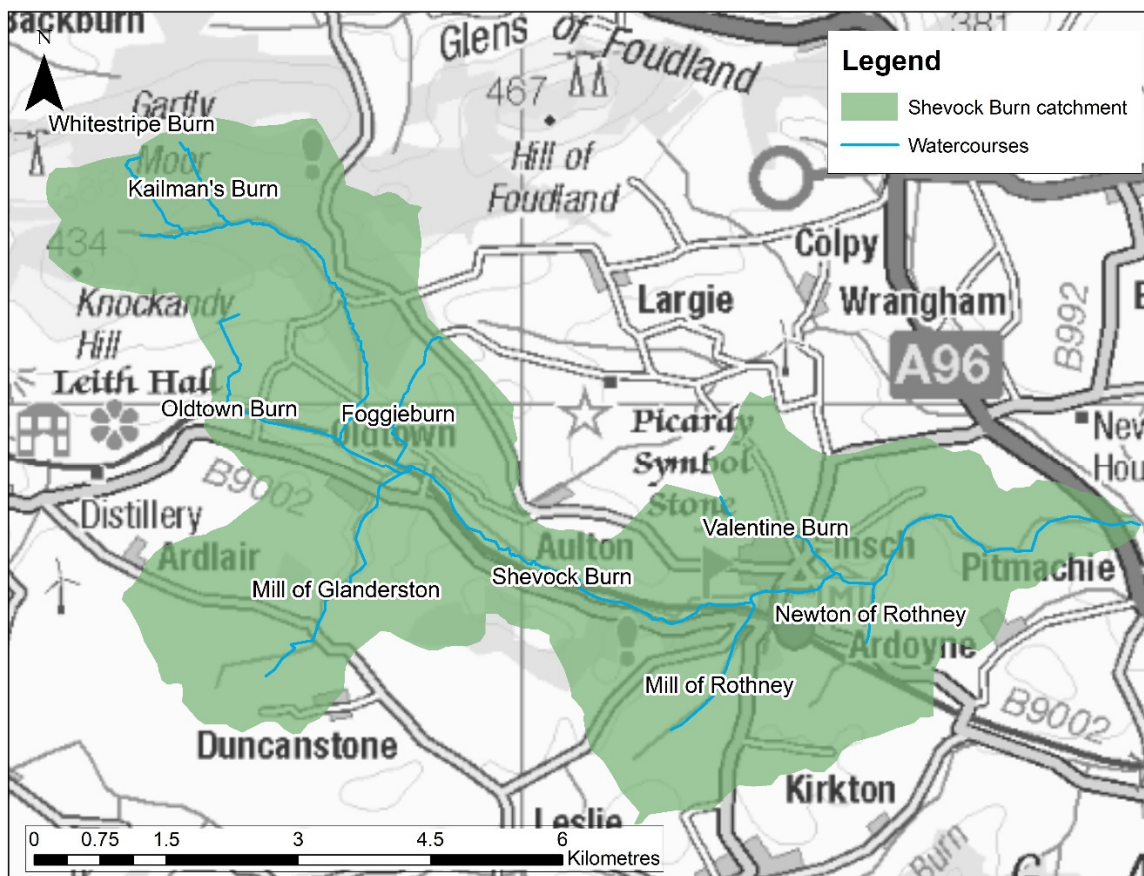 Backburn
N
Glens of Foudland
381
Legend
Shevock Burn catchment
Watercourses
Gartly
Moor
Whitestripe Burn
Kailman's Burn
467
Hill of
Foudland
434
Knockandy
Hill
Colpy
Largie
Wrangham
B992
A96
Leith Hall
Oldtown Burn
Foggieburn
Oldtown
Picardy
Symbol
Stone
New
Hou
B9002
Distillery
Ardlair
Valentine Burn
Insch
Aulton
Shevock Burn
Pitmachie
Mill of Glanderston
Newton of Rothney
Ardoyne
Mill of Rothney
B9002
Duncanstone
Kirkton
Leslie
Burn
0 0.75 1.5 3 4.5 6
Kilometres